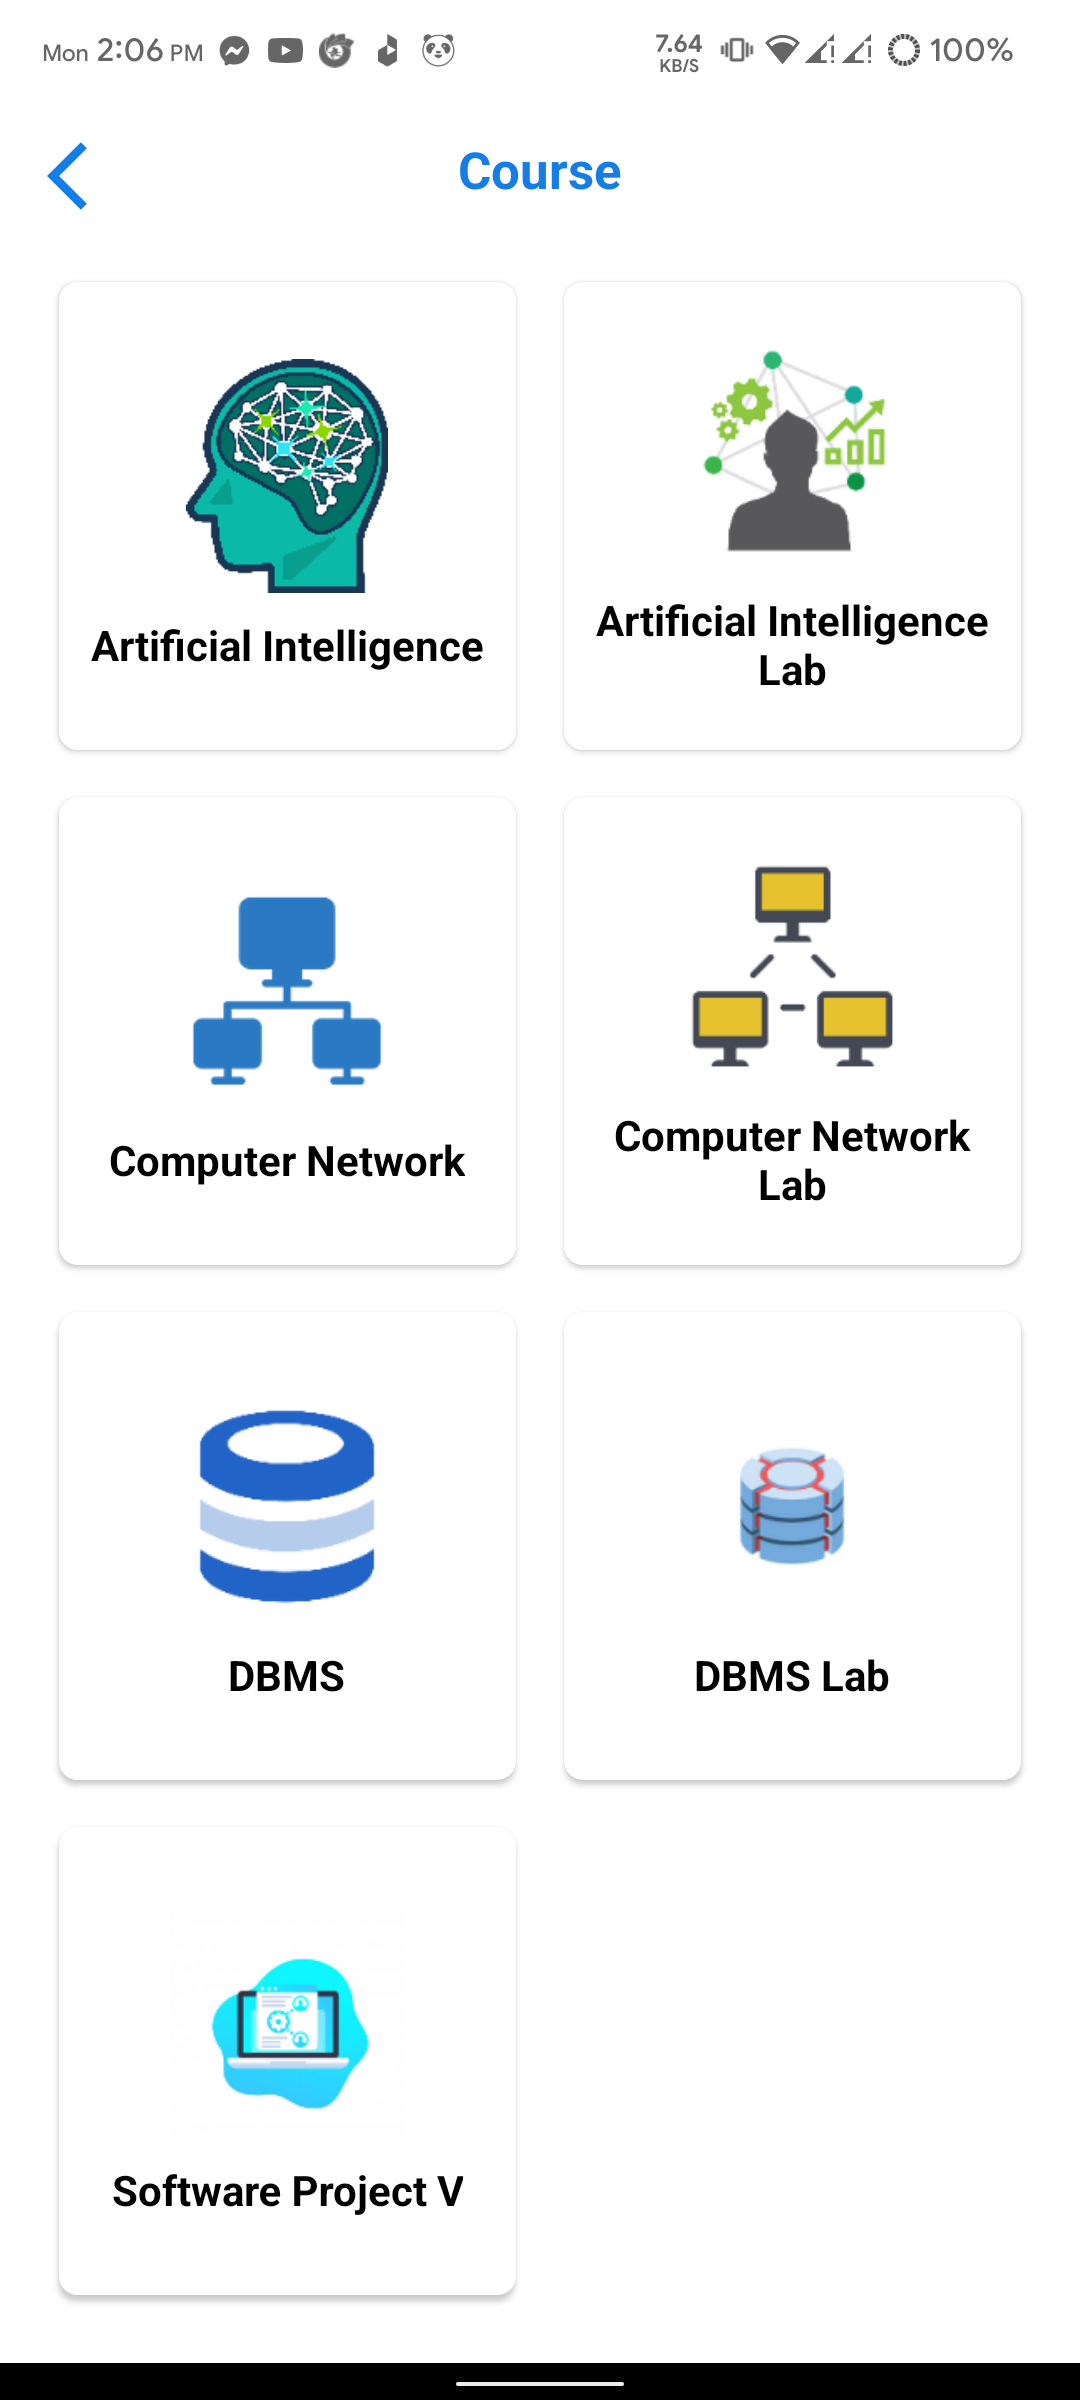 Mon 2:06 PM
7.64
KB/S
100%
Course
Artificial Intelligence
Artificial Intelligence
Lab
Computer Network
Computer Network
Lab
DBMS
DBMS Lab
Software Project V